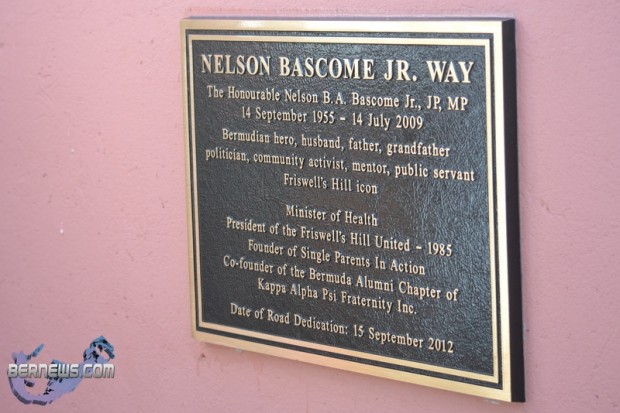 NELSON BASCOME JR. WAY
The Honourable Nelson B.A. Bascome Jr., JP, MP
14 September 1955 - 14 July 2009
Bermudian hero, husband, father, grandfather
politician, community activist, mentor, public servant
Friswell's Hill icon
Minister of Health
President of the Friswell's Hill United - 1985
Founder of Single Parents In Action
Co-founder of the Bermuda Alumni Chapter of
Kappa Alpha Psi Fraternity Inc.
Date of Road Dedication: 15 September 2012
BERNEWS.COM